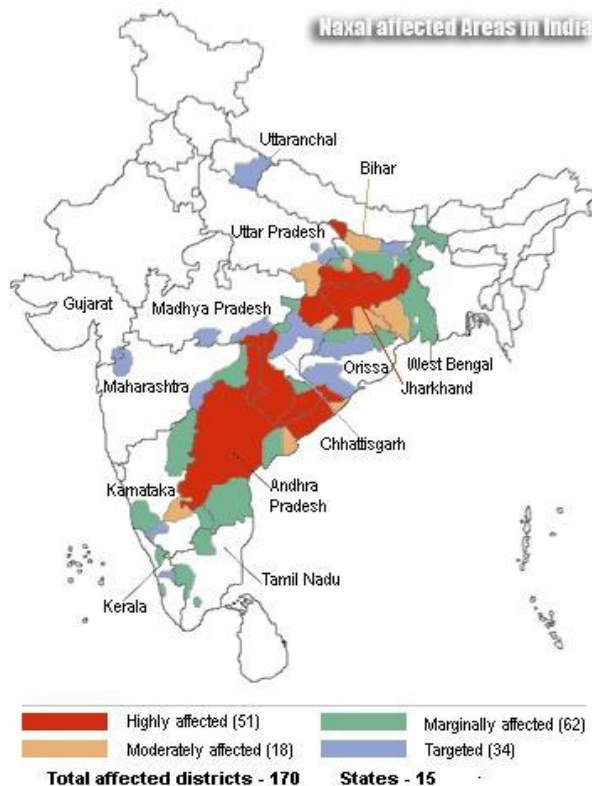 Naxal affected Areas in India
Uttaranchal
Bihar
Uttar Pradesh
Gujarat
Madhya Pradesh
West Bengal
Orissa
Jharkhand
Maharashtra
Chhattisgarh
Karnataka
Andhra
Pradesh
Tamil Nadu
Kerala
Highly affected (51)
Marginally affected (62)
Moderately affected (18)
Targeted (34)
Total affected districts - 170 States - 15